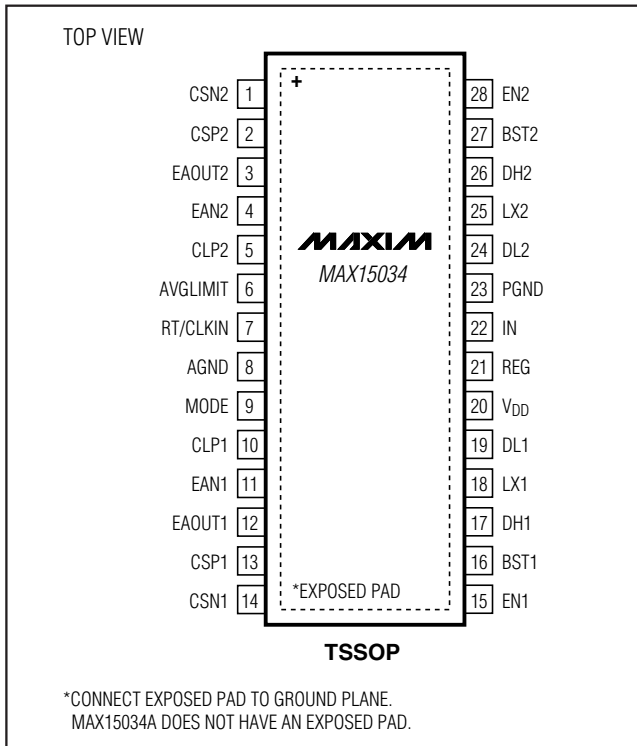 TOP VIEW
CSN2 1
CSP2 2
EAOUT2 3
EAN2 4
CLP2 5
AVGLIMIT 6
RT/CLKIN 7
AGND 8
MODE 9
CLP1 10
EAN1 11
EAOUT1 12
CSP1 13
CSN1 14
+
MAXIM
MAX15034
*EXPOSED PAD
28 EN2
27 BST2
26 DH2
25 LX2
24 DL2
23 PGND
22 IN
21 REG
20 VDD
19 DL1
18 LX1
17 DH1
16 BST1
15 EN1
TSSOP
*CONNECT EXPOSED PAD TO GROUND PLANE.
MAX15034A DOES NOT HAVE AN EXPOSED PAD.